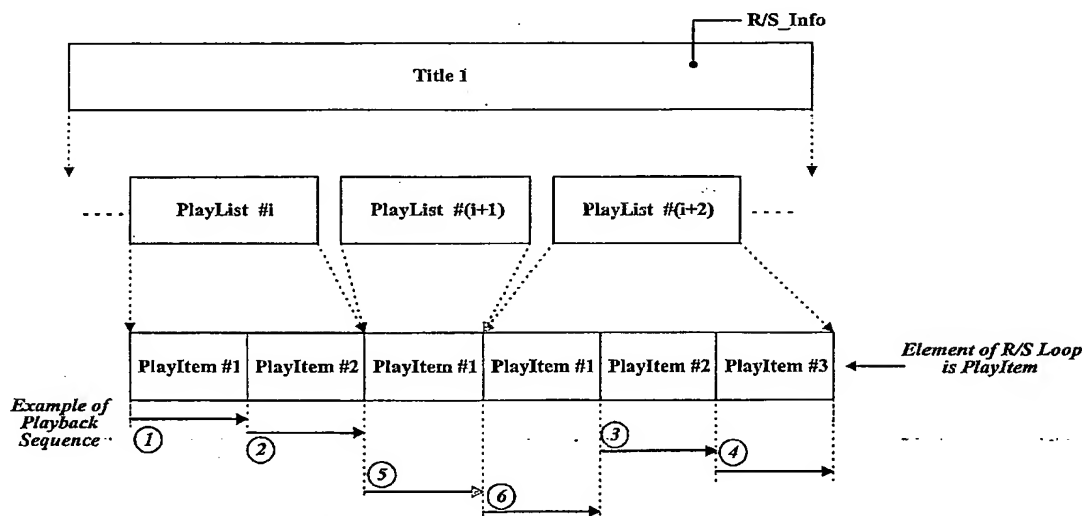 R/S_Info
Title 1
PlayList #i
PlayList #(i+1)
PlayList #(i+2)
PlayItem #1
PlayItem #2
PlayItem #1
PlayItem #1
PlayItem #2
PlayItem #3
Element of R/S Loop
is PlayItem
Example of
Playback
Sequence
1
2
3
4
5
6